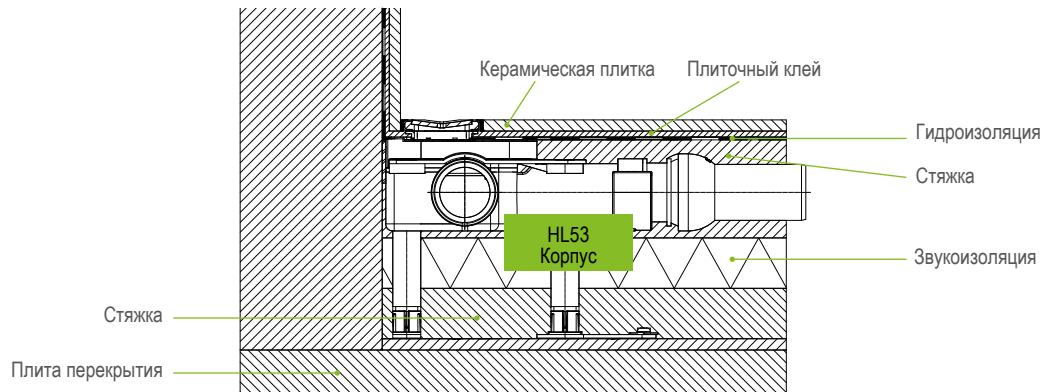 Керамическая плитка
Плиточный клей
Гидроизоляция
Стяжка
HL53
Корпус
Звукоизоляция
Стяжка
Плита перекрытия